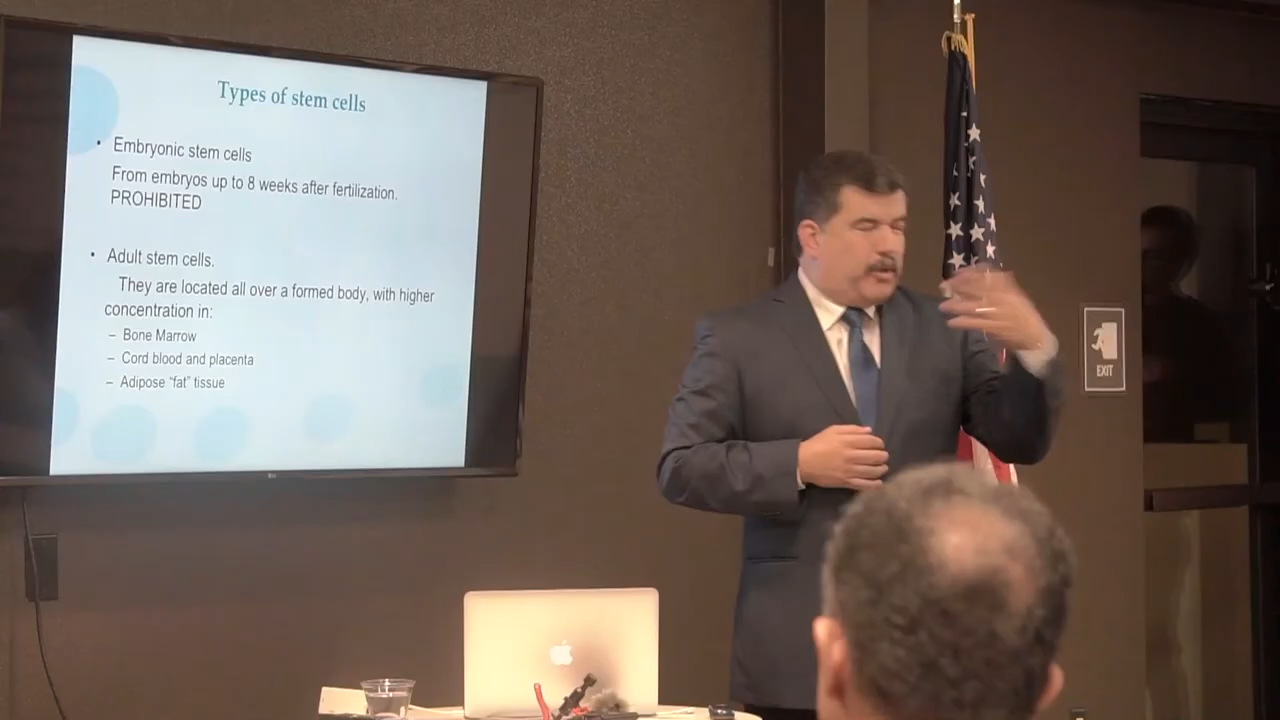 Types of stem cells
• Embryonic stem cells
From embryos up to 8 weeks after fertilization.
PROHIBITED
• Adult stem cells.
They are located all over a formed body, with higher
concentration in:
– Bone Marrow
– Cord blood and placenta
– Adipose “fat” tissue
EXIT